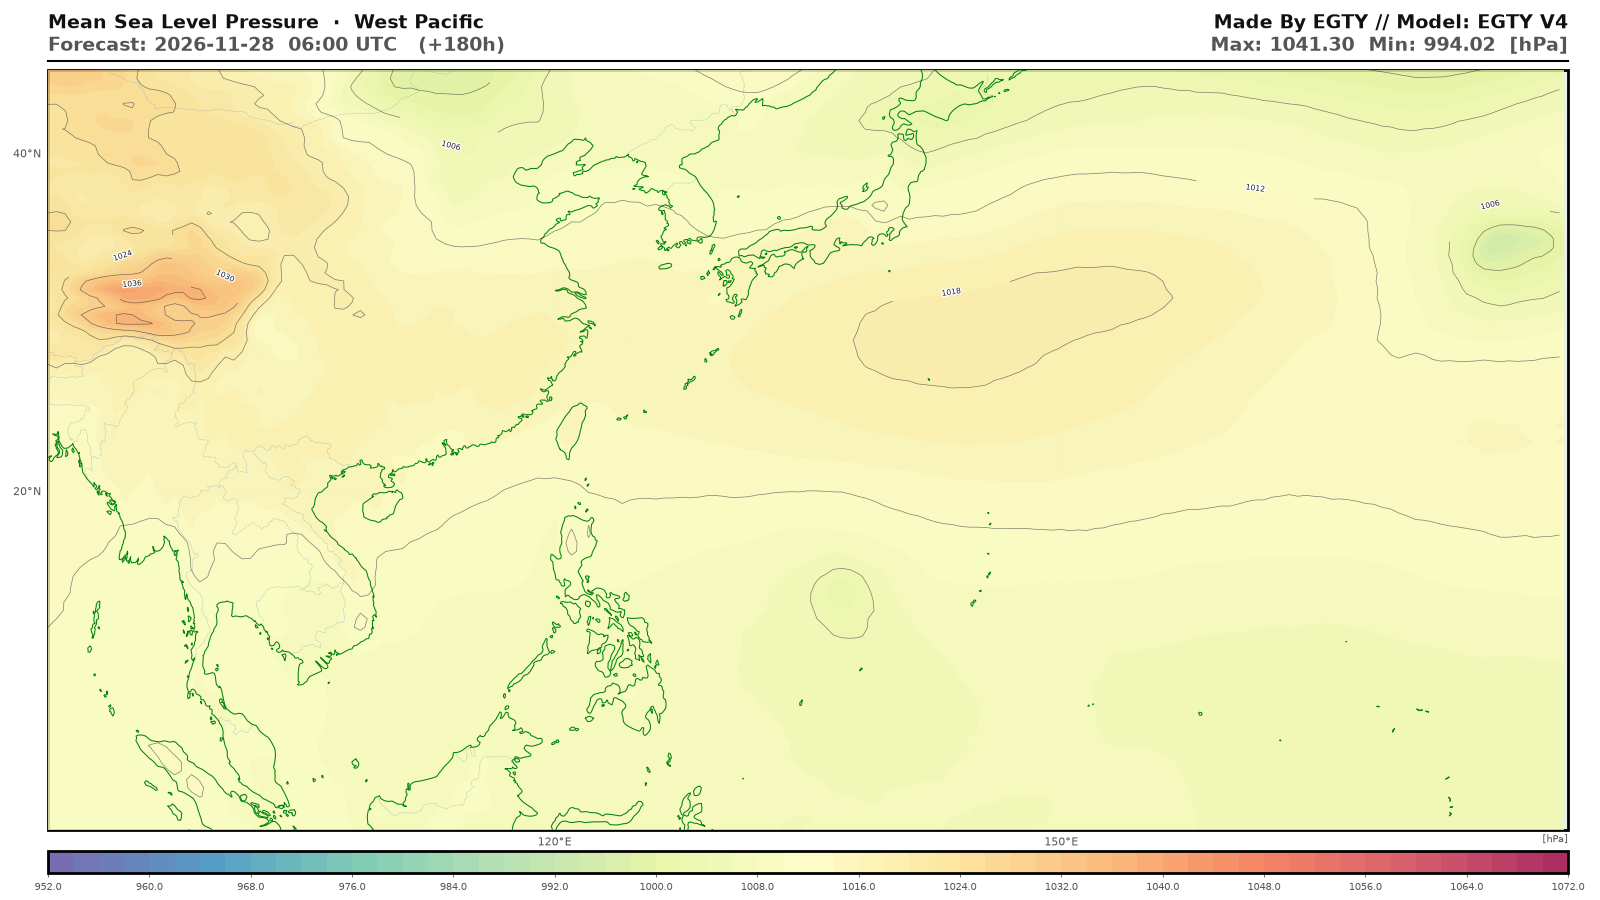 Mean Sea Level Pressure · West Pacific
Made By EGTY // Model: EGTY V4
Forecast: 2026-11-28 06:00 UTC (+180h)
Max: 1041.30 Min: 994.02 [hPa]
40°N
1006
1012
1006
1024
1030
1036
1018
20°N
120°E
150°E
[hPa]
952.0 960.0 968.0 976.0 984.0 992.0 1000.0 1008.0 1016.0 1024.0 1032.0 1040.0 1048.0 1056.0 1064.0 1072.0